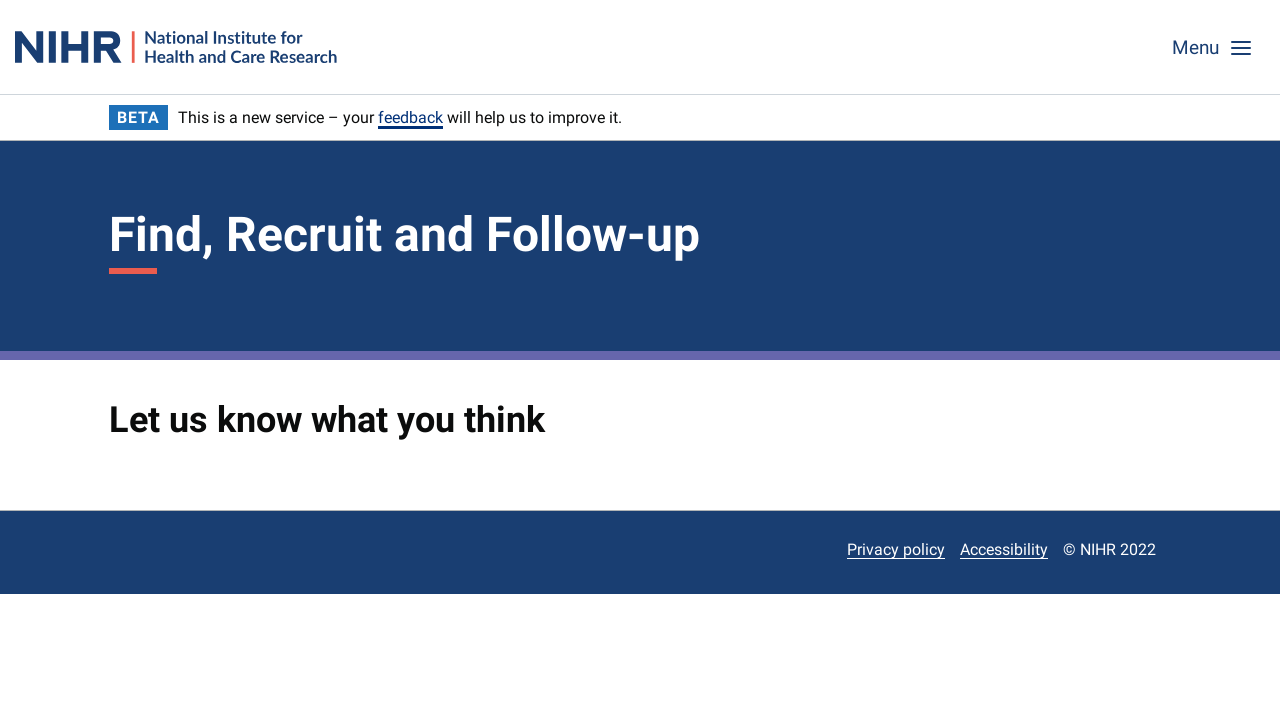 NIHR
National Institute for
Health and Care Research
Menu
BETA This is a new service – your feedback will help us to improve it.
Find, Recruit and Follow-up
Let us know what you think
Privacy policy Accessibility © NIHR 2022